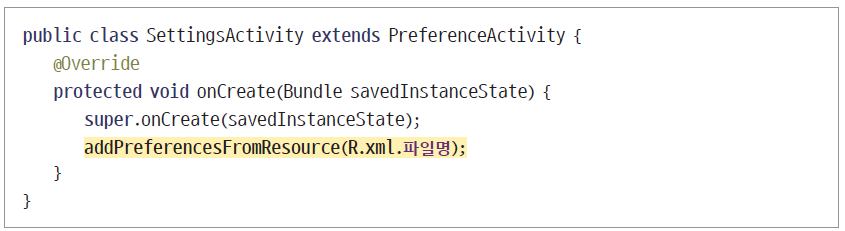 public class SettingsActivity extends PreferenceActivity {
@Override
protected void onCreate(Bundle savedInstanceState) {
super.onCreate(savedInstanceState);
addPreferencesFromResource(R.xml.파일명);
}
}